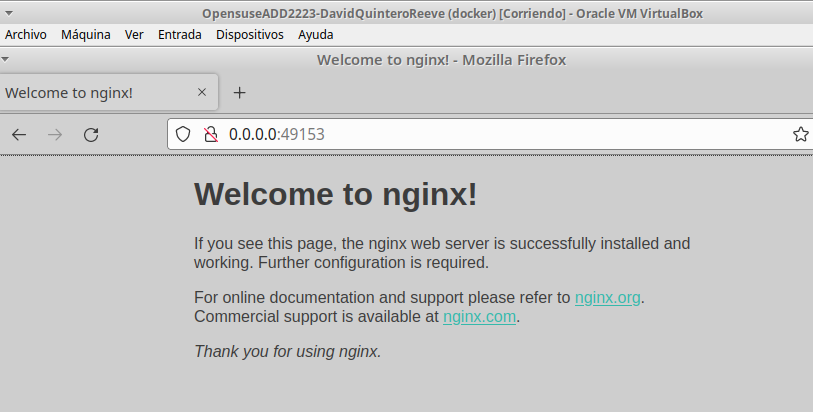 OpensuseADD2223-DavidQuinteroReeve (docker) [Corriendo] - Oracle VM VirtualBox
Archivo Máquina Ver Entrada Dispositivos Ayuda
Welcome to nginx! - Mozilla Firefox
Welcome to nginx!
0.0.0.0:49153
Welcome to nginx!
If you see this page, the nginx web server is successfully installed and
working. Further configuration is required.
For online documentation and support please refer to nginx.org.
Commercial support is available at nginx.com.
Thank you for using nginx.